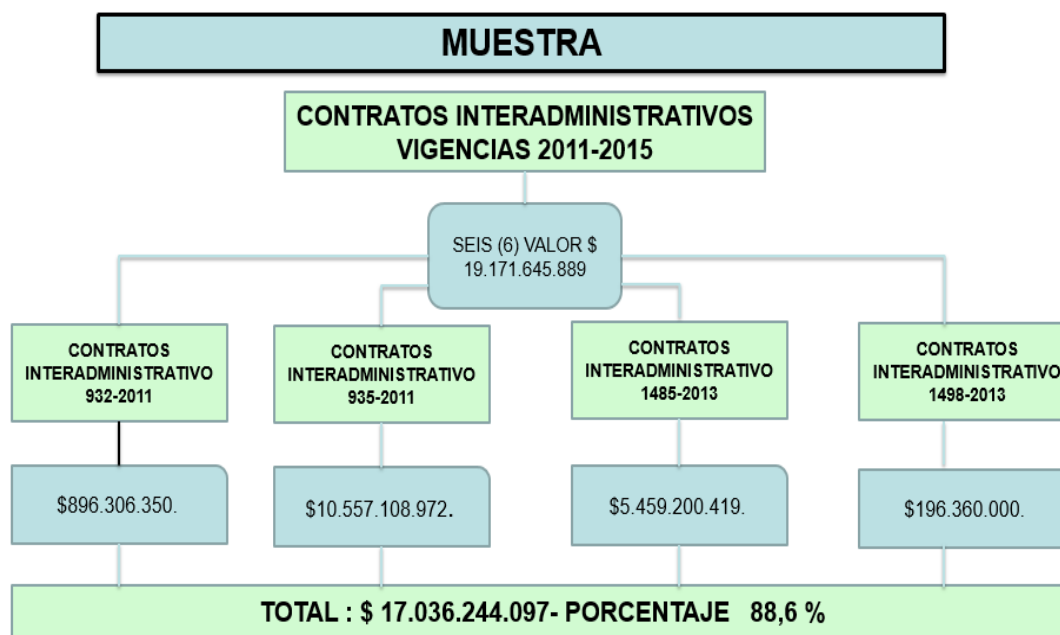 MUESTRA
CONTRATOS INTERADMINISTRATIVOS
VIGENCIAS 2011-2015
SEIS (6) VALOR $
19.171.645.889
CONTRATOS
INTERADMINISTRATIVO
932-2011
CONTRATOS
INTERADMINISTRATIVO
935-2011
CONTRATOS
INTERADMINISTRATIVO
1485-2013
CONTRATOS
INTERADMINISTRATIVO
1498-2013
$896.306.350.
$10.557.108.972.
$5.459.200.419.
$196.360.000.
TOTAL : $ 17.036.244.097- PORCENTAJE 88,6 %